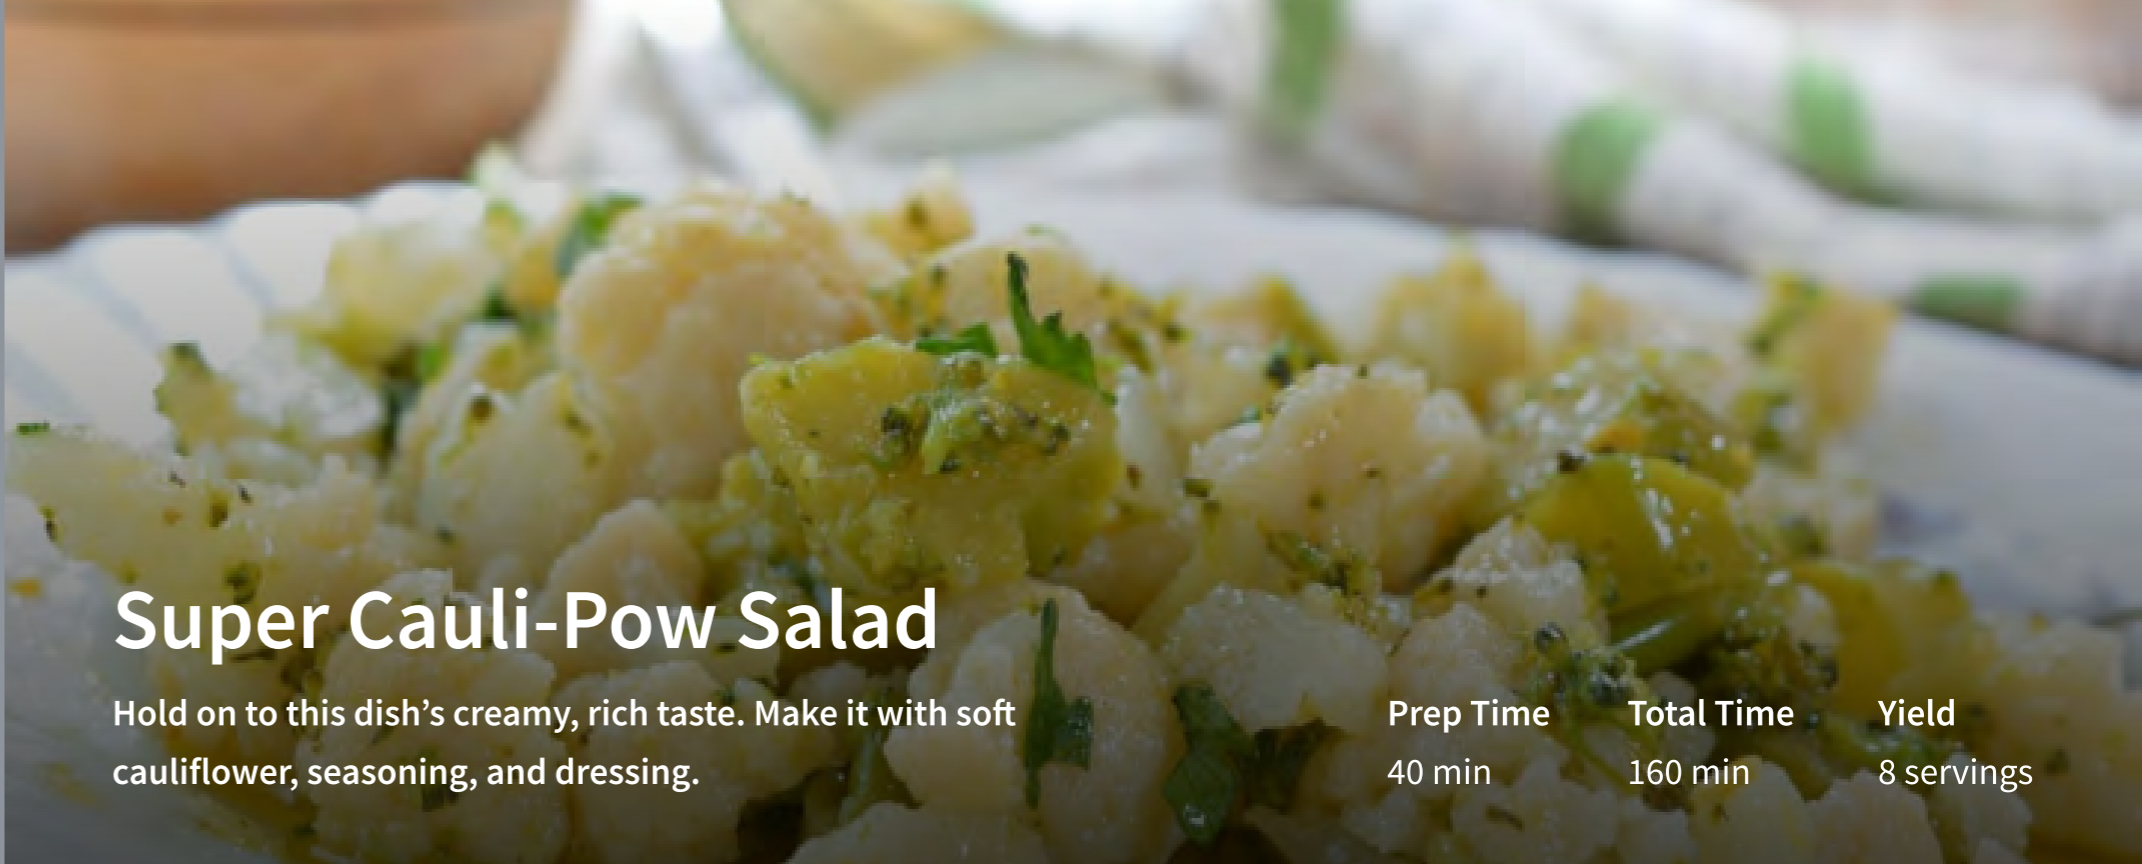 Super Cauli-Pow Salad
Hold on to this dish’s creamy, rich taste. Make it with soft
cauliflower, seasoning, and dressing.
Prep Time
40 min
Total Time
160 min
Yield
8 servings